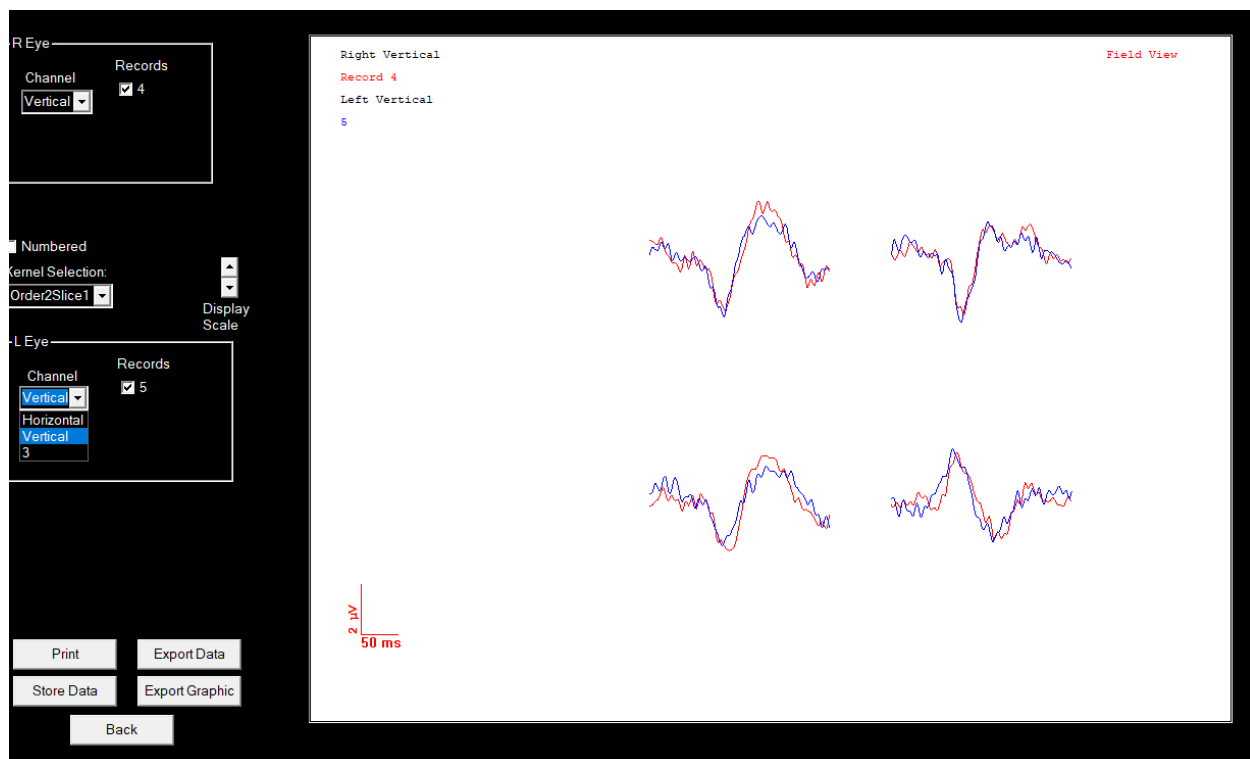 R Eye
Channel
Records
Vertical
4
Numbered
Kernel Selection:
Order2Slice1
Display
Scale
L Eye
Channel
Records
Vertical
5
Horizontal
Vertical
3
Print
Export Data
Store Data
Export Graphic
Back
Right Vertical
Field View
Record 4
Left Vertical
5
2 µV
50 ms